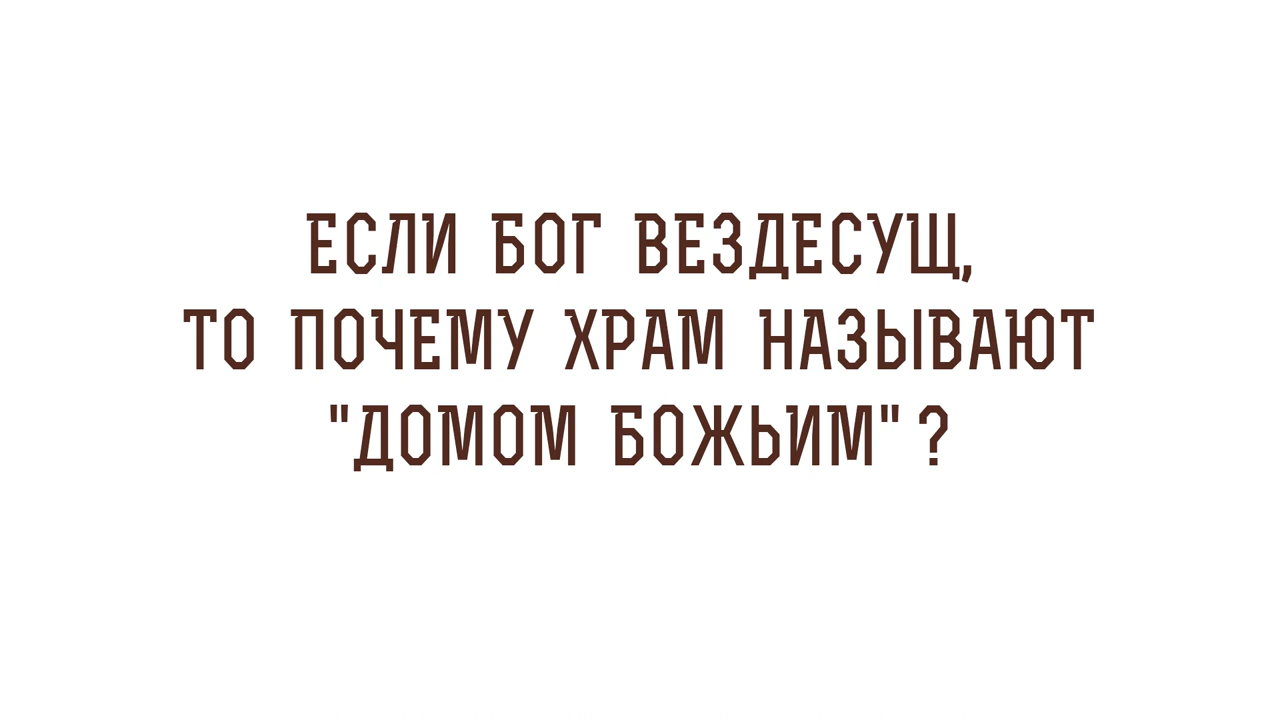 ЕСЛИ БОГ ВЕЗДЕСУЩ,
ТО ПОЧЕМУ ХРАМ НАЗЫВАЮТ
"ДОМОМ БОЖЬИМ" ?